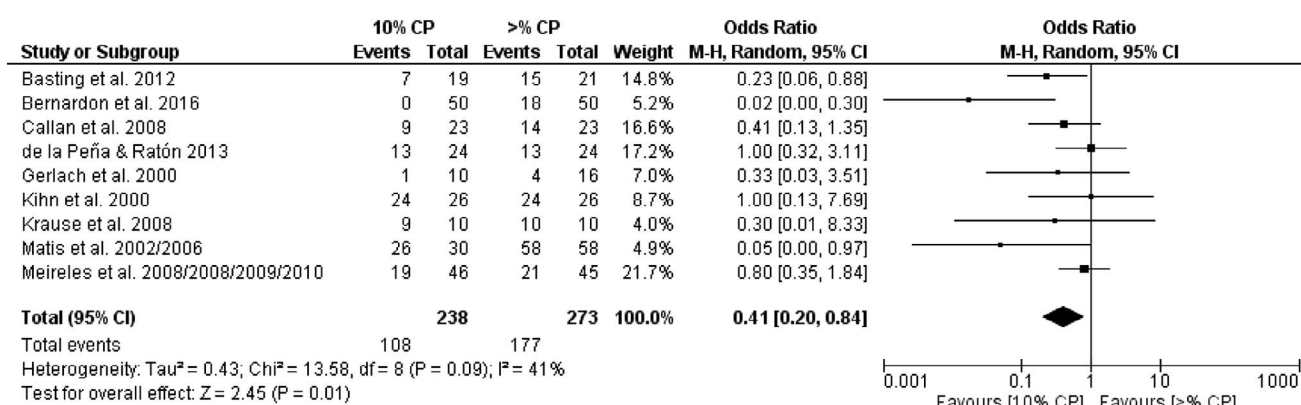 10% CP >% CP Odds Ratio Odds Ratio
Study or Subgroup Events Total Events Total Weight M-H, Random, 95% CI M-H, Random, 95% CI
Basting et al. 2012 7 19 15 21 14.8% 0.23 [0.06, 0.88]
Bernardon et al. 2016 0 50 18 50 5.2% 0.02 [0.00, 0.30]
Callan et al. 2008 9 23 14 23 16.6% 0.41 [0.13, 1.35]
de la Peña & Ratón 2013 13 24 13 24 17.2% 1.00 [0.32, 3.11]
Gerlach et al. 2000 1 10 4 16 7.0% 0.33 [0.03, 3.51]
Kihn et al. 2000 24 26 24 26 8.7% 1.00 [0.13, 7.69]
Krause et al. 2008 9 10 10 10 4.0% 0.30 [0.01, 8.33]
Matis et al. 2002/2006 26 30 58 58 4.9% 0.05 [0.00, 0.97]
Meireles et al. 2008/2008/2009/2010 19 46 21 45 21.7% 0.80 [0.35, 1.84]
Total (95% CI) 238 273 100.0% 0.41 [0.20, 0.84]
Total events 108 177
Heterogeneity: Tau² = 0.43; Chi² = 13.58, df = 8 (P = 0.09); I² = 41%
Test for overall effect: Z = 2.45 (P = 0.01)
0.001 0.1 1 10 1000
Favours [10% CP] Favours [>% CP]